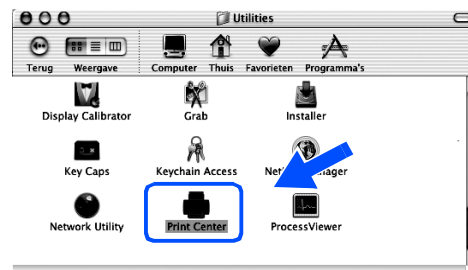 Utilities
Terug Weergave Computer Thuis Favorieten Programma's
Display Calibrator Grab Installer
Key Caps Keychain Access
Network Utility Print Center ProcessViewer